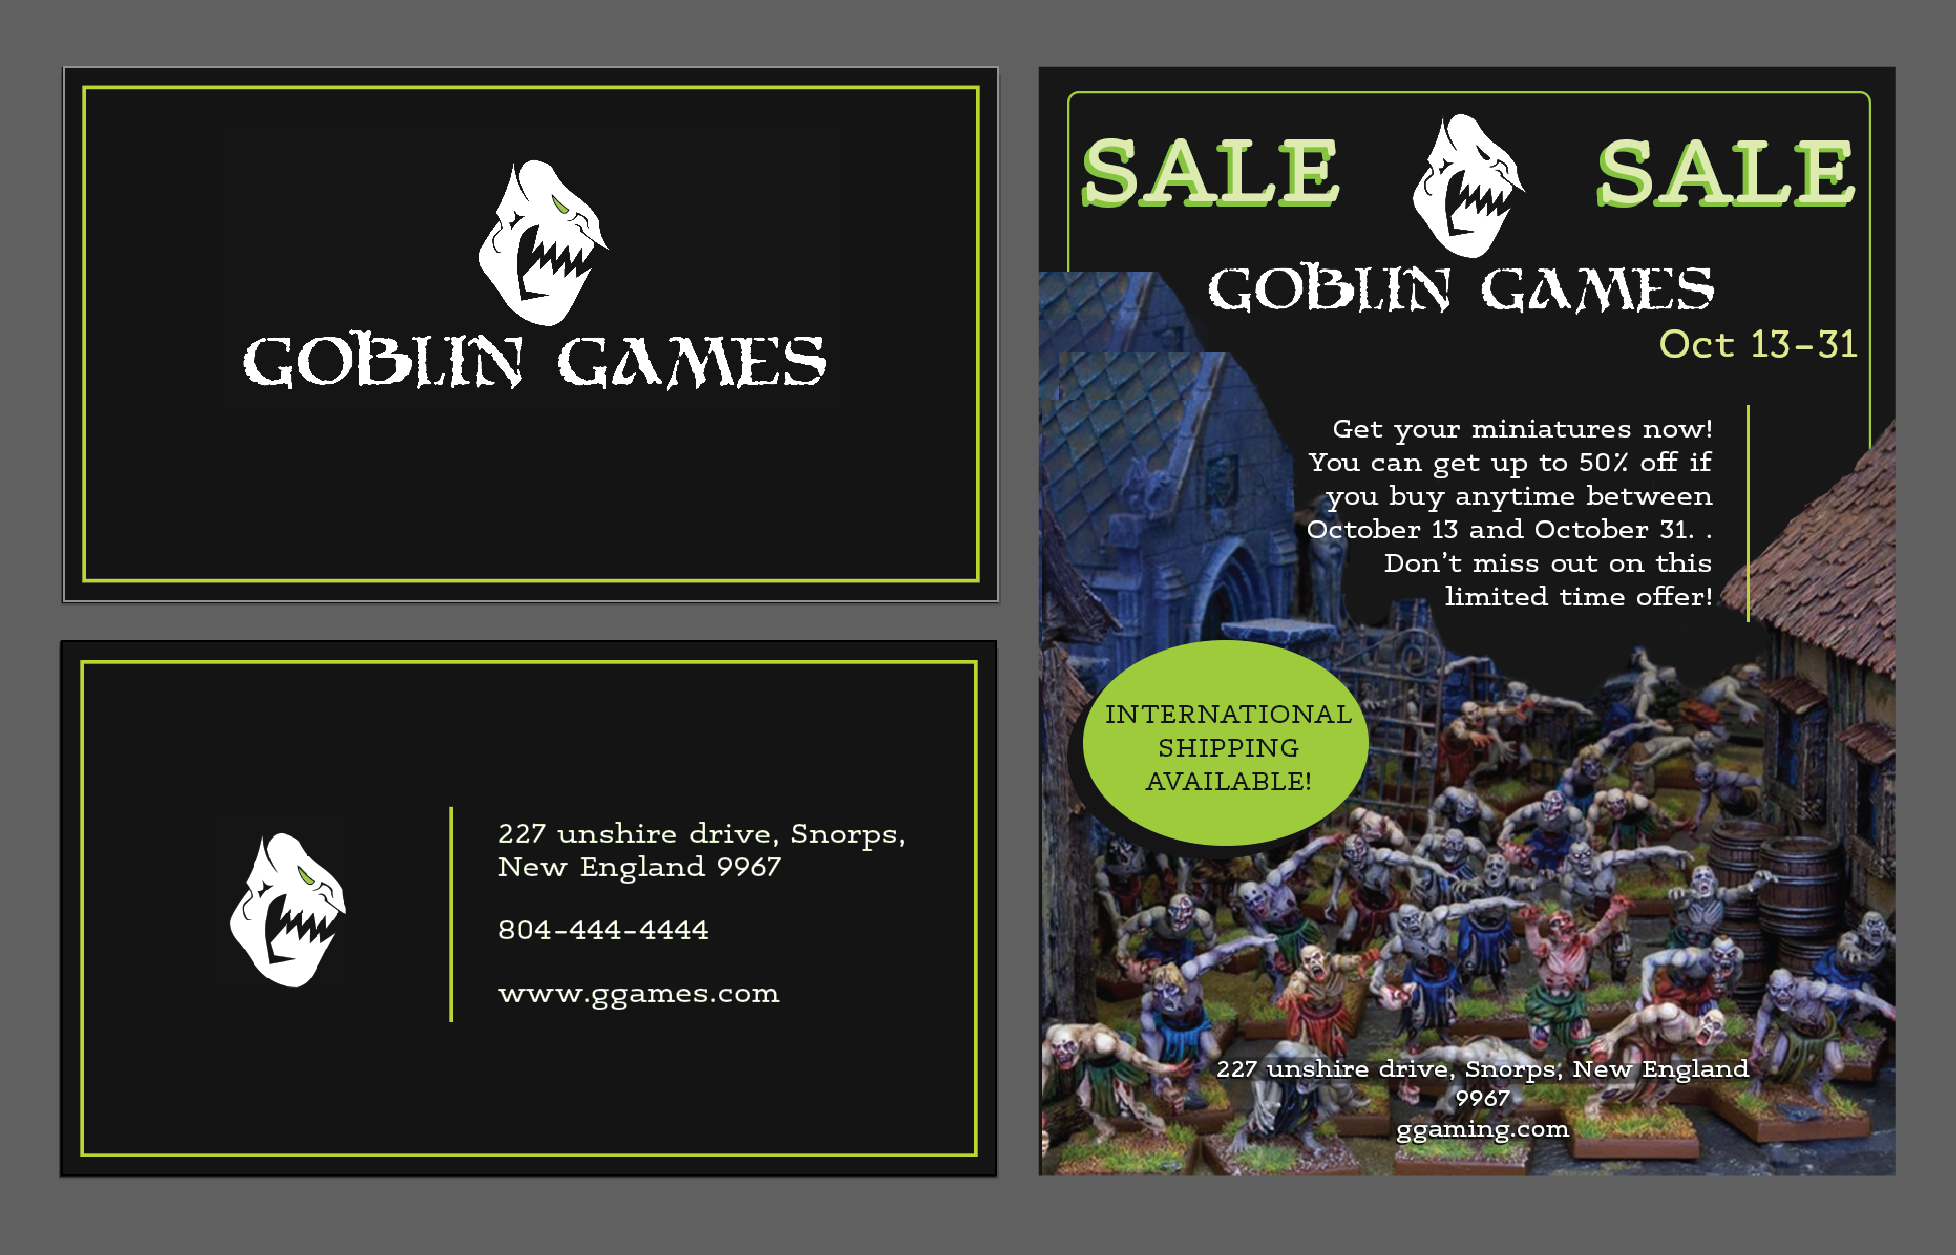 GOBLIN GAMES
227 unshire drive, Snorps,
New England 9967
804-444-4444
www.ggames.com
SALE SALE
GOBLIN GAMES
Oct 13-31
Get your miniatures now!
You can get up to 50% off if
you buy anytime between
October 13 and October 31. .
Don't miss out on this
limited time offer!
INTERNATIONAL
SHIPPING
AVAILABLE!
227 unshire drive, Snorps, New England
9967
ggaming.com